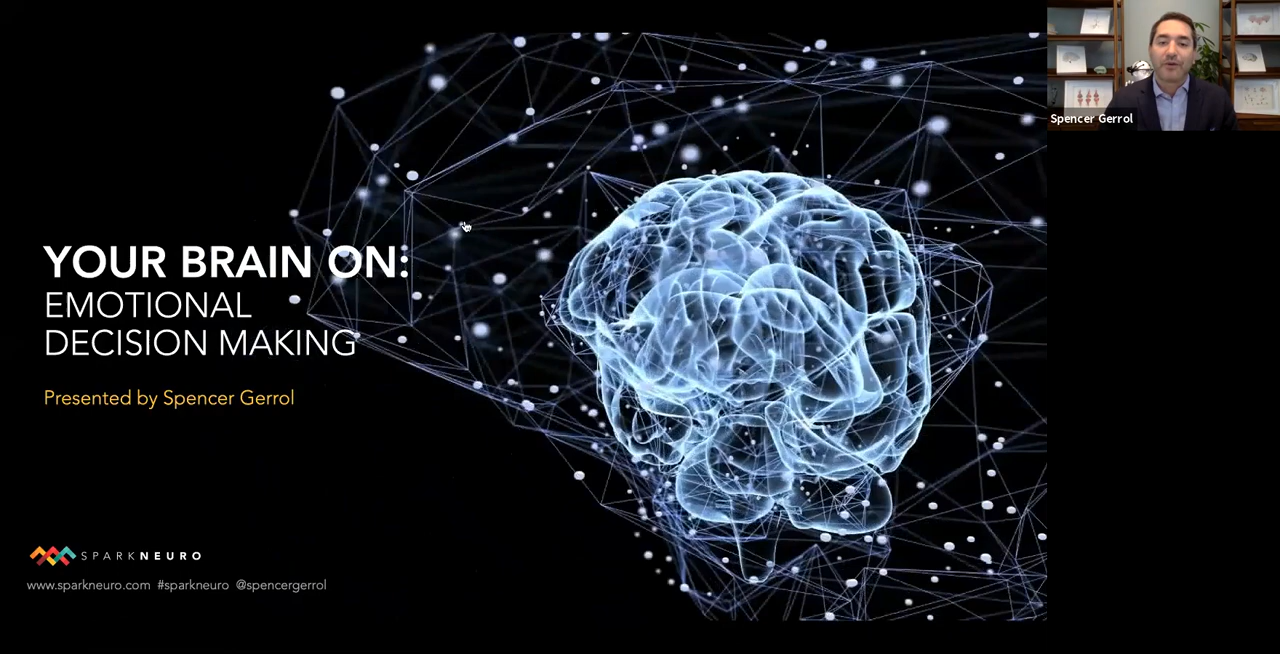 YOUR BRAIN ON:
EMOTIONAL
DECISION MAKING
Presented by Spencer Gerrol
SPARKNEURO
www.sparkneuro.com #sparkneuro @spencergerrol
Spencer Gerrol